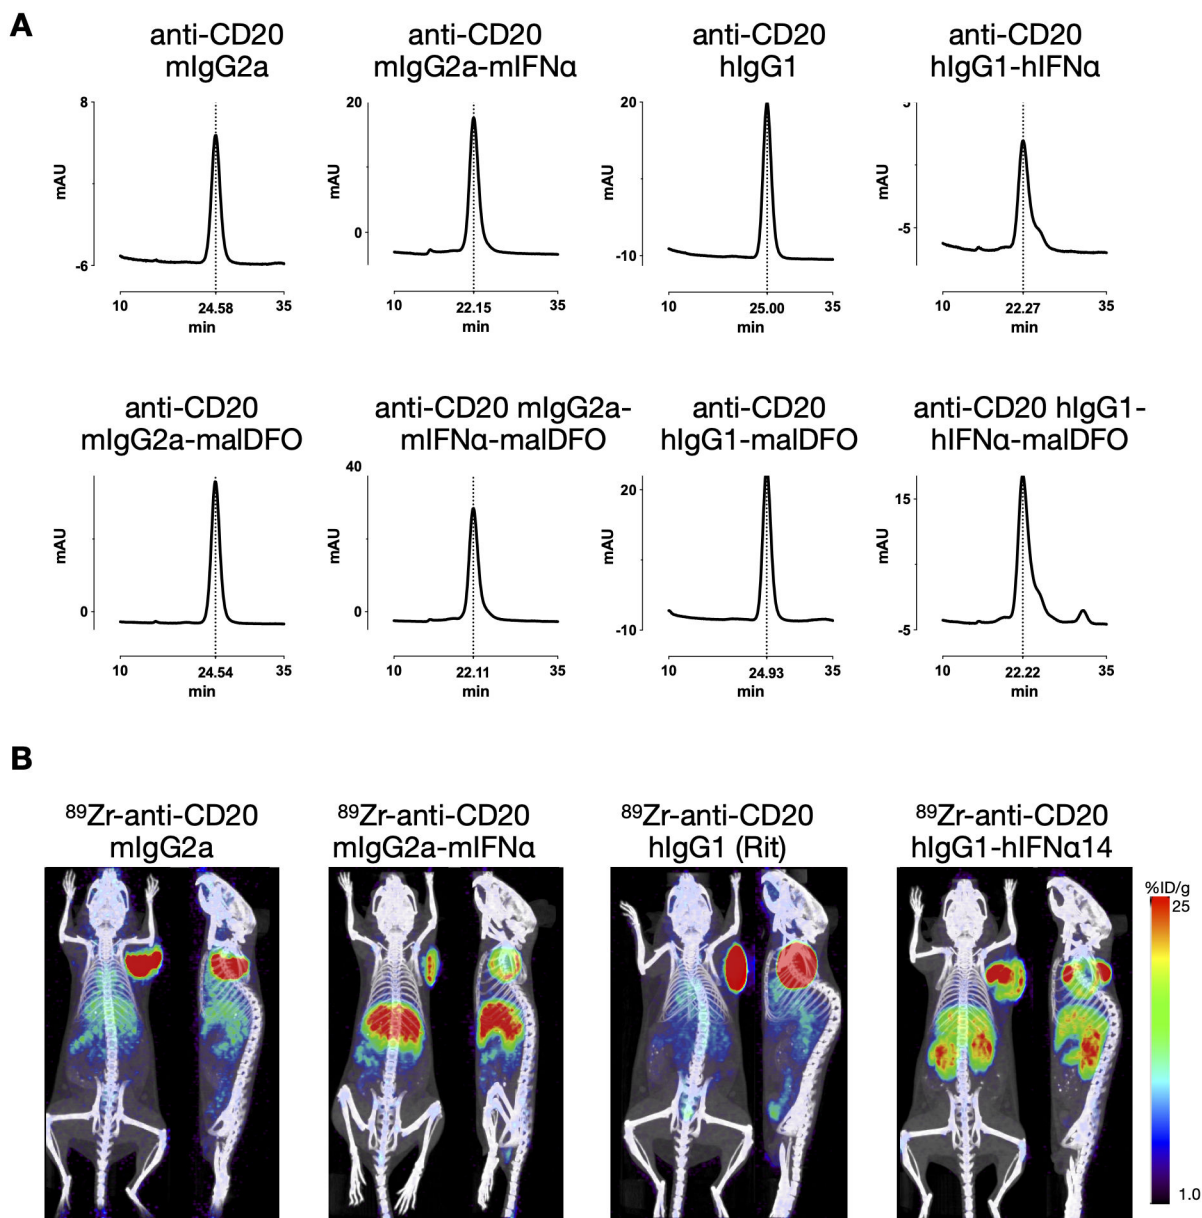 A
anti-CD20
mIgG2a
anti-CD20
mIgG2a-mIFNα
anti-CD20
hIgG1
anti-CD20
hIgG1-hIFNα
8
-6
mAU
10
24.58
35
min
20
0
mAU
10
22.15
35
min
20
-10
mAU
10
25.00
35
min
-5
mAU
10
22.27
35
min
anti-CD20
mIgG2a-malDFO
anti-CD20 mIgG2a-
mIFNα-malDFO
anti-CD20
hIgG1-malDFO
anti-CD20 hIgG1-
hIFNα-malDFO
0
mAU
10
24.54
35
min
40
0
mAU
10
22.11
35
min
20
-10
mAU
10
24.93
35
min
15
-5
mAU
10
22.22
35
min
B
⁸⁹Zr-anti-CD20
mIgG2a
⁸⁹Zr-anti-CD20
mIgG2a-mIFNα
⁸⁹Zr-anti-CD20
hIgG1 (Rit)
⁸⁹Zr-anti-CD20
hIgG1-hIFNα14
%ID/g
25
1.0